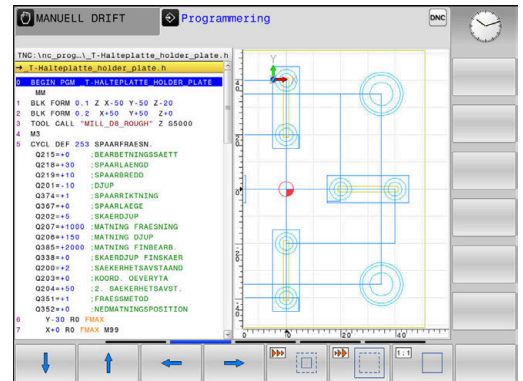 MANUELL DRIFT
Programmering
DNC
TNC:\nc_prog…\_T-Halteplatte_holder_plate.h
→_T-Halteplatte_holder_plate.h
0 BEGIN PGM _T-HALTEPLATTE_HOLDER_PLATE
MM
1 BLK FORM 0.1 Z X-50 Y-50 Z-20
2 BLK FORM 0.2 X+50 Y+50 Z+0
3 TOOL CALL "MILL_D8_ROUGH" Z S5000
4 M3
5 CYCL DEF 253 SPAARFRAESN.
Q215=+0 ;BEARBETNINGSSAETT
Q218=+30 ;SPAARLAENGD
Q219=+10 ;SPAARBREDD
Q201=-10 ;DJUP
Q374=+1 ;SPAARRIKTNING
Q367=+0 ;SPAARLAEGE
Q202=+5 ;SKAERDJUP
Q207=+1000 ;MATNING FRAESNING
Q206=+150 ;MATNING DJUP
Q385=+2000 ;MATNING FINBEARB.
Q338=+0 ;SKAERDJUP FINSKAER
Q200=+2 ;SAEKERHETSAVSTAAND
Q203=+0 ;KOORD. OEVERYTA
Q204=+50 ;2. SAEKERHETSAVST.
Q351=+1 ;FRAESSMETOD
Q352=+0 ;NEDMATNINGSPOSITION
6 Y-30 R0 FMAX
7 X+0 R0 FMAX M99
Y
X
0
20
40
1:1